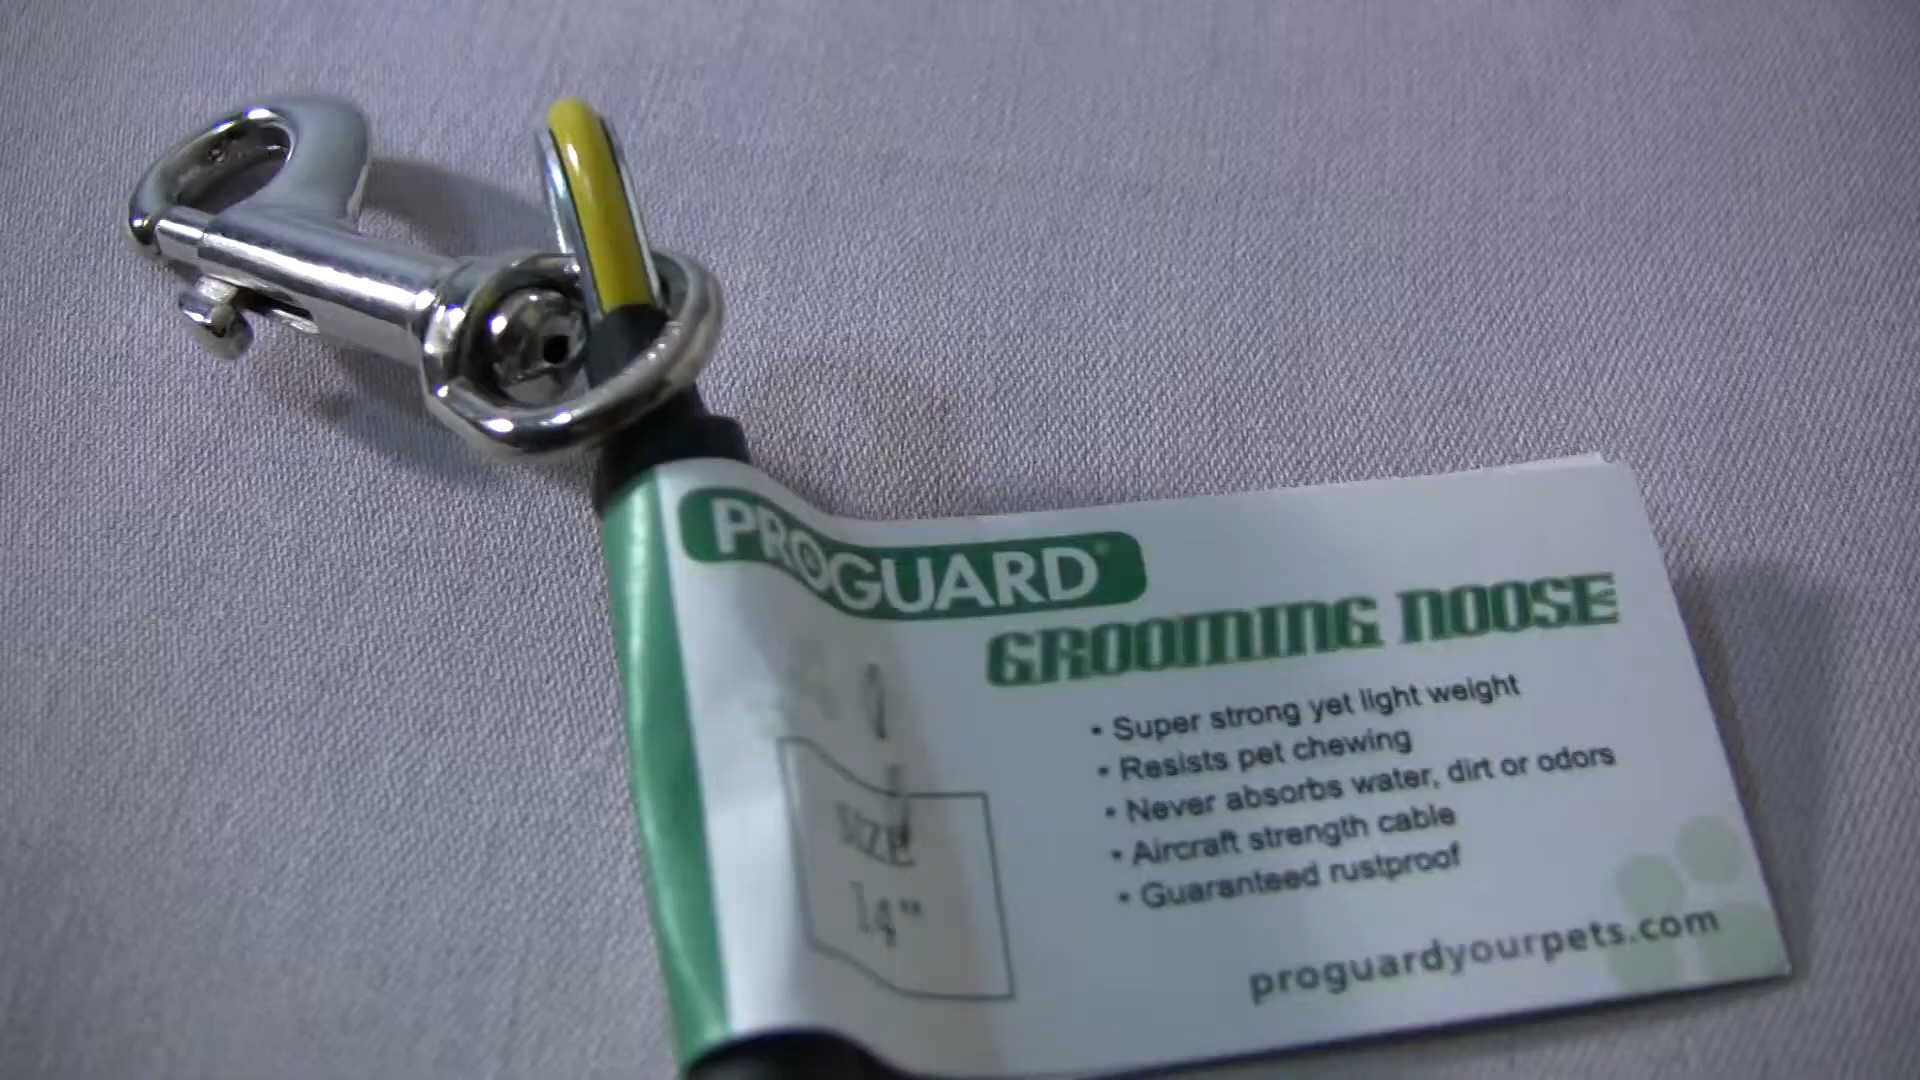 PROGUARD®
GROOMING NOOSE
• Super strong yet light weight
• Resists pet chewing
• Never absorbs water, dirt or odors
• Aircraft strength cable
• Guaranteed rustproof
SIZE
14"
proguardyourpets.com